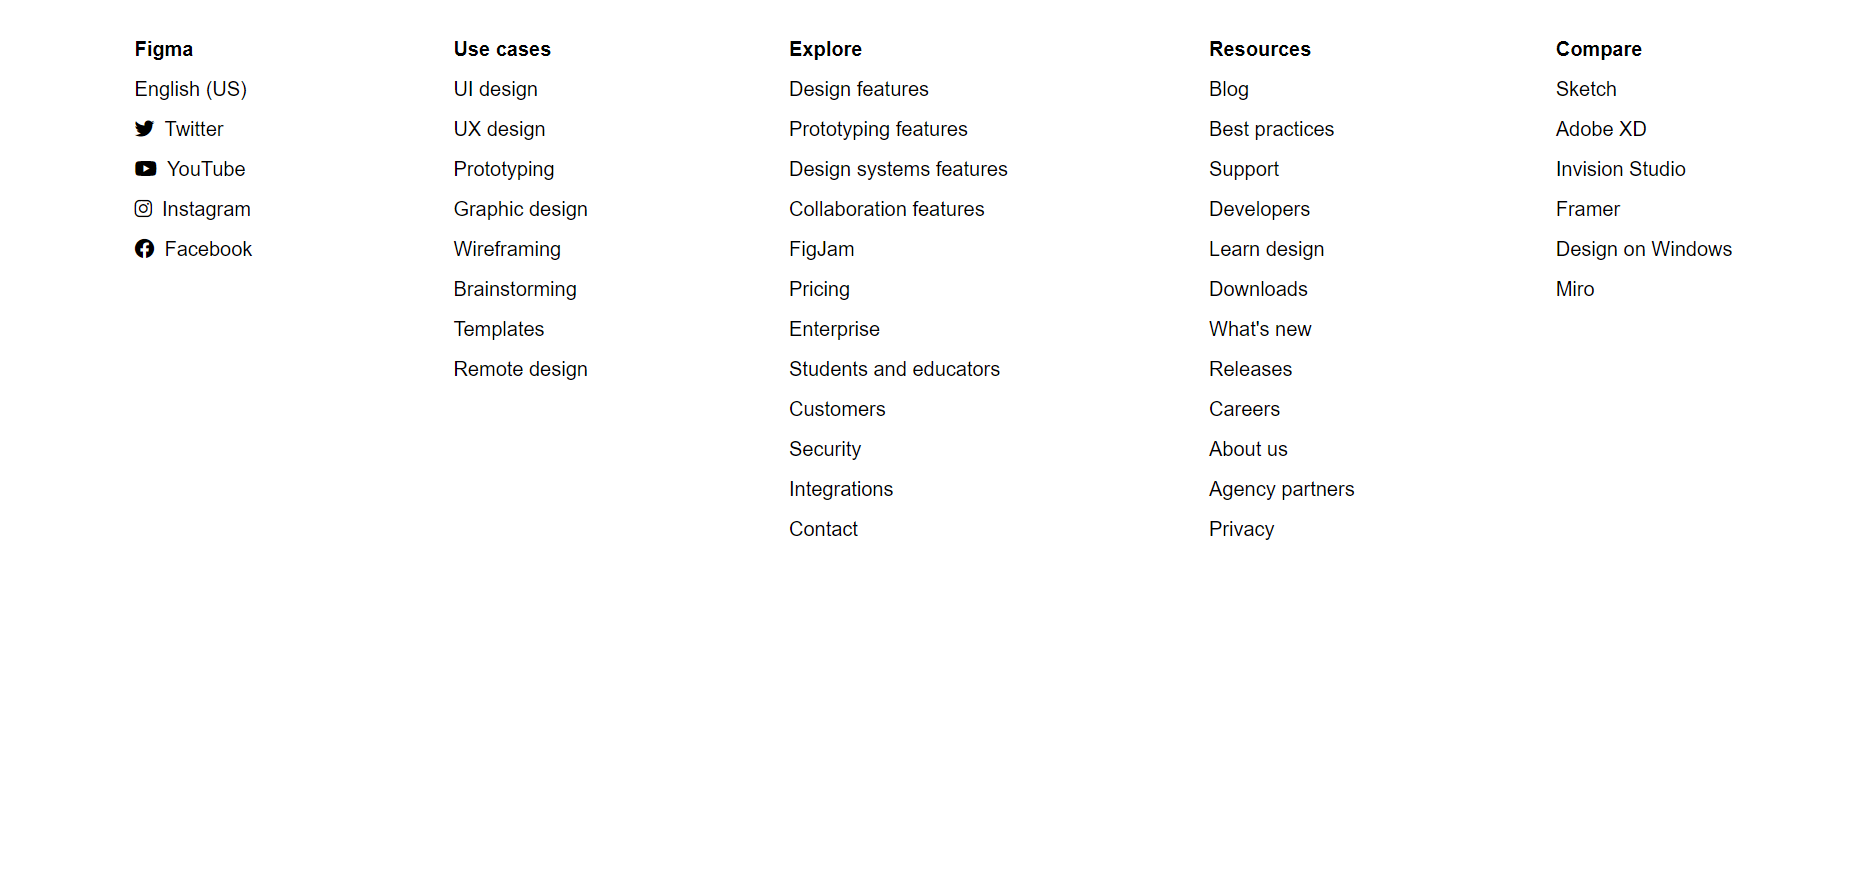 Figma
English (US)
Twitter
YouTube
Instagram
Facebook
Use cases
UI design
UX design
Prototyping
Graphic design
Wireframing
Brainstorming
Templates
Remote design
Explore
Design features
Prototyping features
Design systems features
Collaboration features
FigJam
Pricing
Enterprise
Students and educators
Customers
Security
Integrations
Contact
Resources
Blog
Best practices
Support
Developers
Learn design
Downloads
What's new
Releases
Careers
About us
Agency partners
Privacy
Compare
Sketch
Adobe XD
Invision Studio
Framer
Design on Windows
Miro